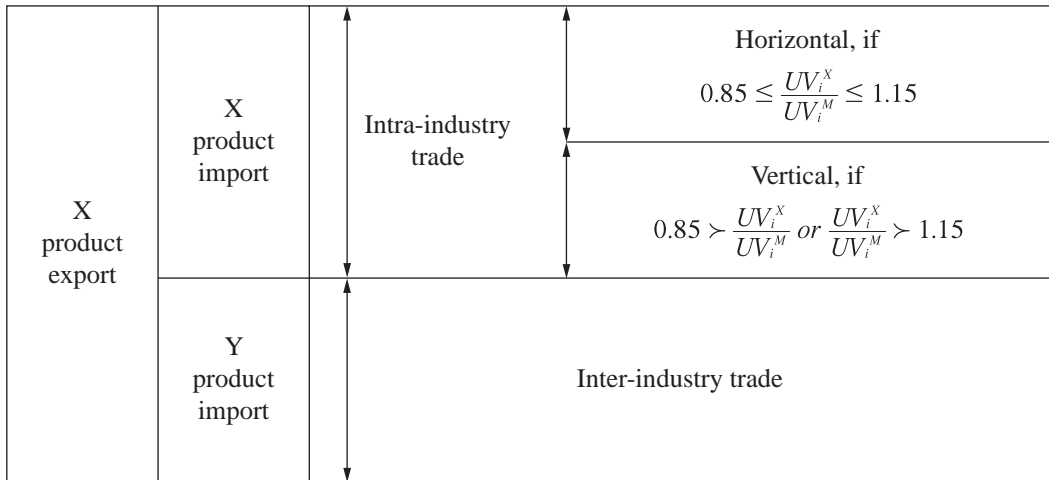 X
product
export
X
product
import
Intra-industry
trade
Horizontal, if
0.85 ≤ UV_i^X / UV_i^M ≤ 1.15
Vertical, if
0.85 ≻ UV_i^X / UV_i^M or UV_i^X / UV_i^M ≻ 1.15
Y
product
import
Inter-industry trade